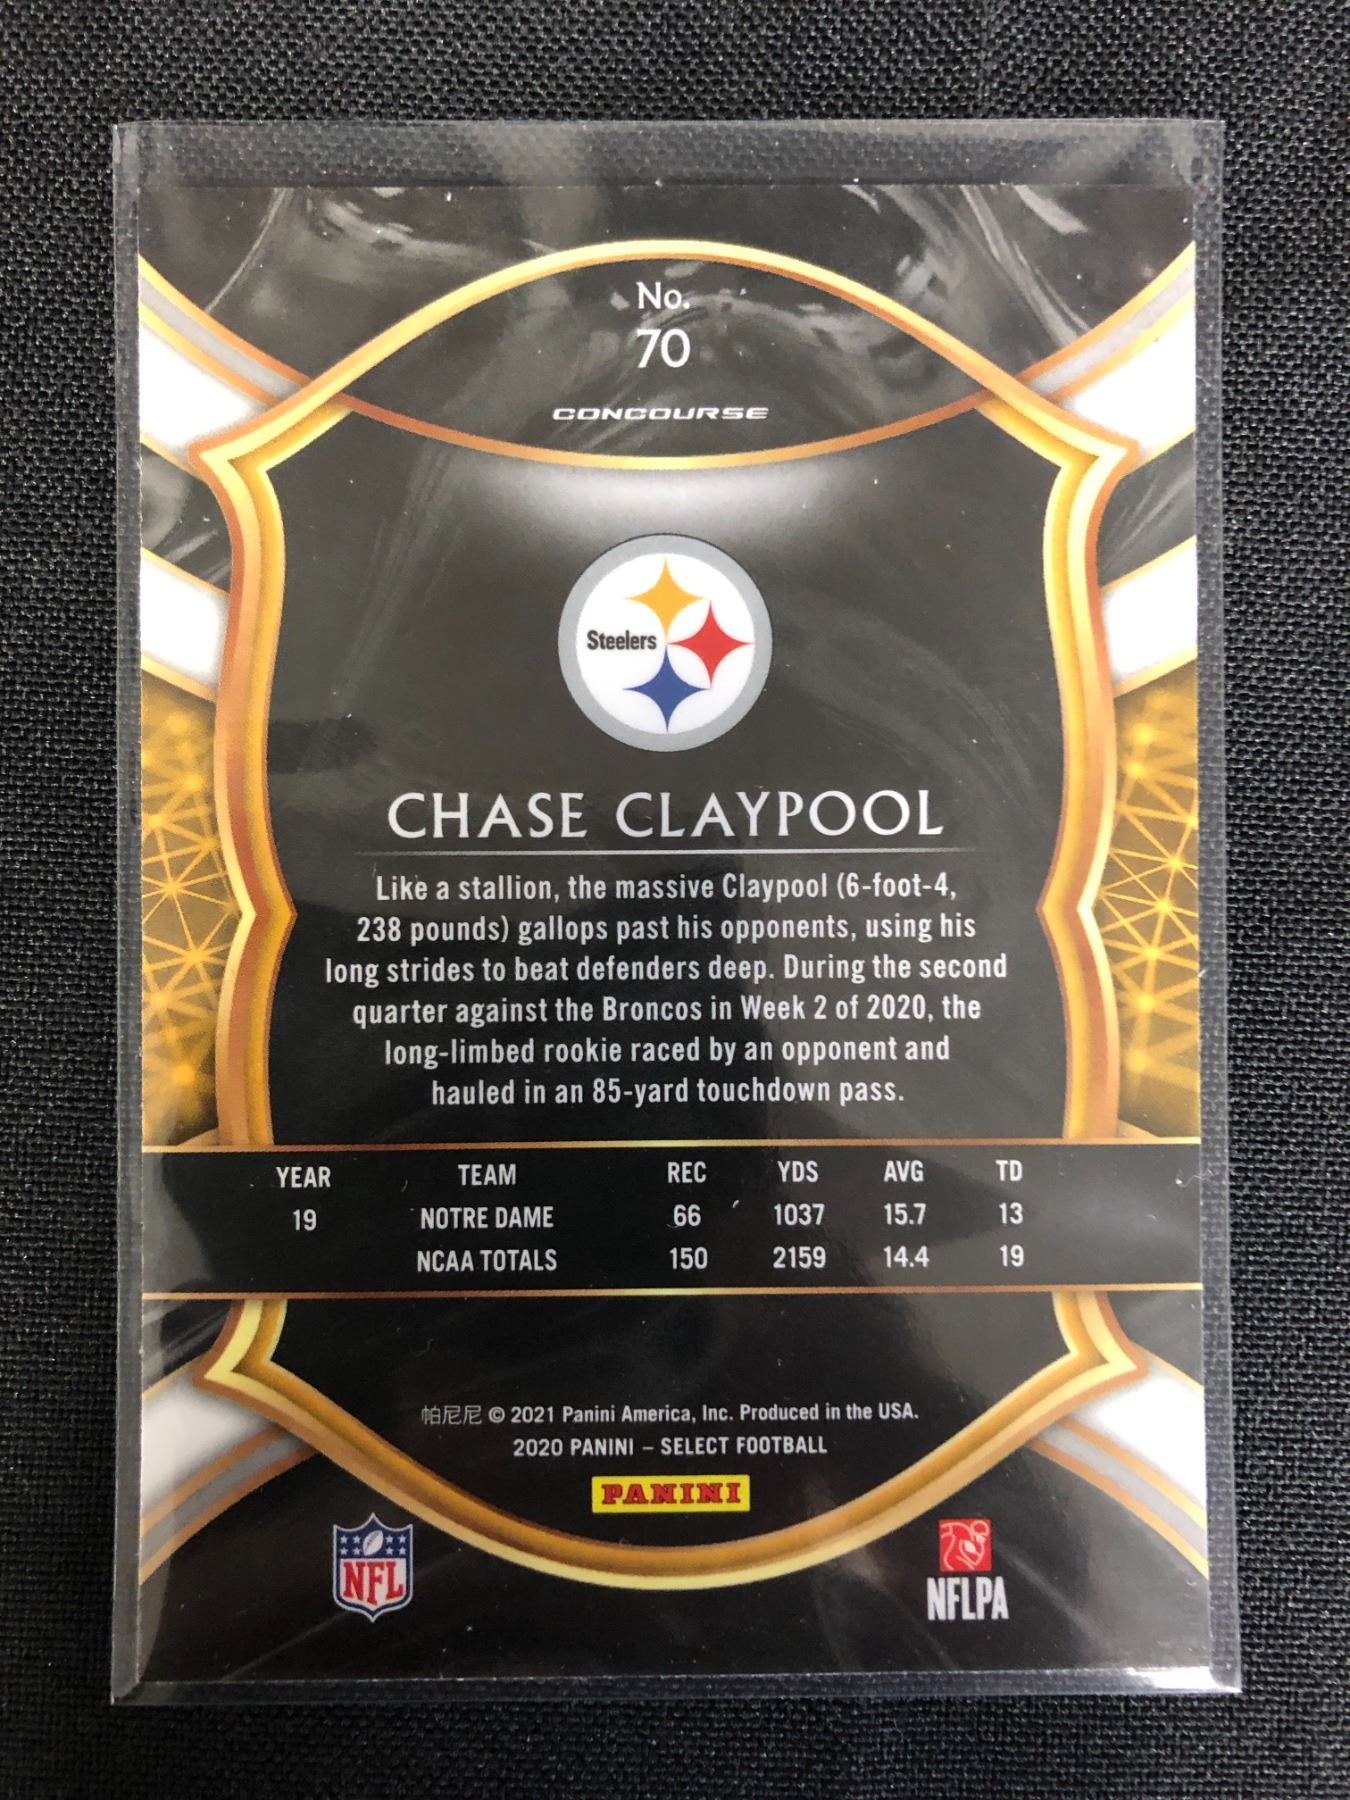 No.
70
CONCOURSE
Steelers
CHASE CLAYPOOL
Like a stallion, the massive Claypool (6-foot-4,
238 pounds) gallops past his opponents, using his
long strides to beat defenders deep. During the second
quarter against the Broncos in Week 2 of 2020, the
long-limbed rookie raced by an opponent and
hauled in an 85-yard touchdown pass.
YEAR TEAM REC YDS AVG TD
19 NOTRE DAME 66 1037 15.7 13
NCAA TOTALS 150 2159 14.4 19
帕尼尼 © 2021 Panini America, Inc. Produced in the USA.
2020 PANINI – SELECT FOOTBALL
PANINI
NFL
NFLPA